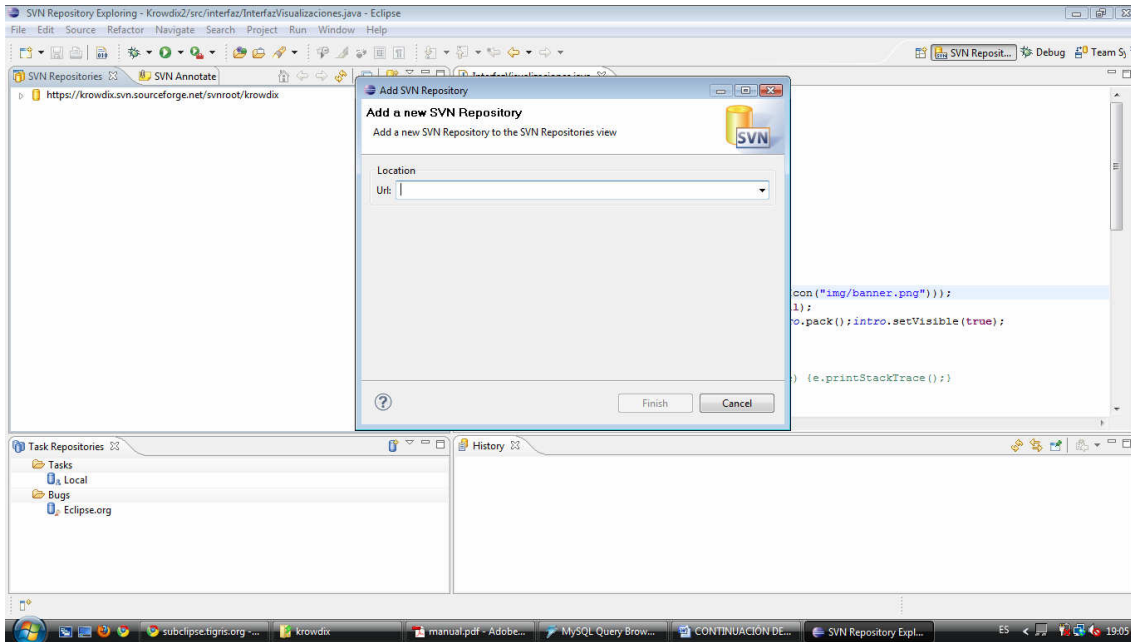 SVN Repository Exploring - Krowdix2/src/interfaz/InterfazVisualizaciones.java - Eclipse
File Edit Source Refactor Navigate Search Project Run Window Help
SVN Reposit... Debug Team Sy
SVN Repositories SVN Annotate
https://krowdix.svn.sourceforge.net/svnroot/krowdix
Add SVN Repository
Add a new SVN Repository
Add a new SVN Repository to the SVN Repositories view
SVN
Location
Url:
con("img/banner.png")));
l);
o.pack();intro.setVisible(true);
) {e.printStackTrace();}
Finish Cancel
Task Repositories
History
Tasks
Local
Bugs
Eclipse.org
subclipse.tigris.org -... krowdix manual.pdf - Adobe... MySQL Query Brow... CONTINUACIÓN DE... SVN Repository Expl... ES 19:05